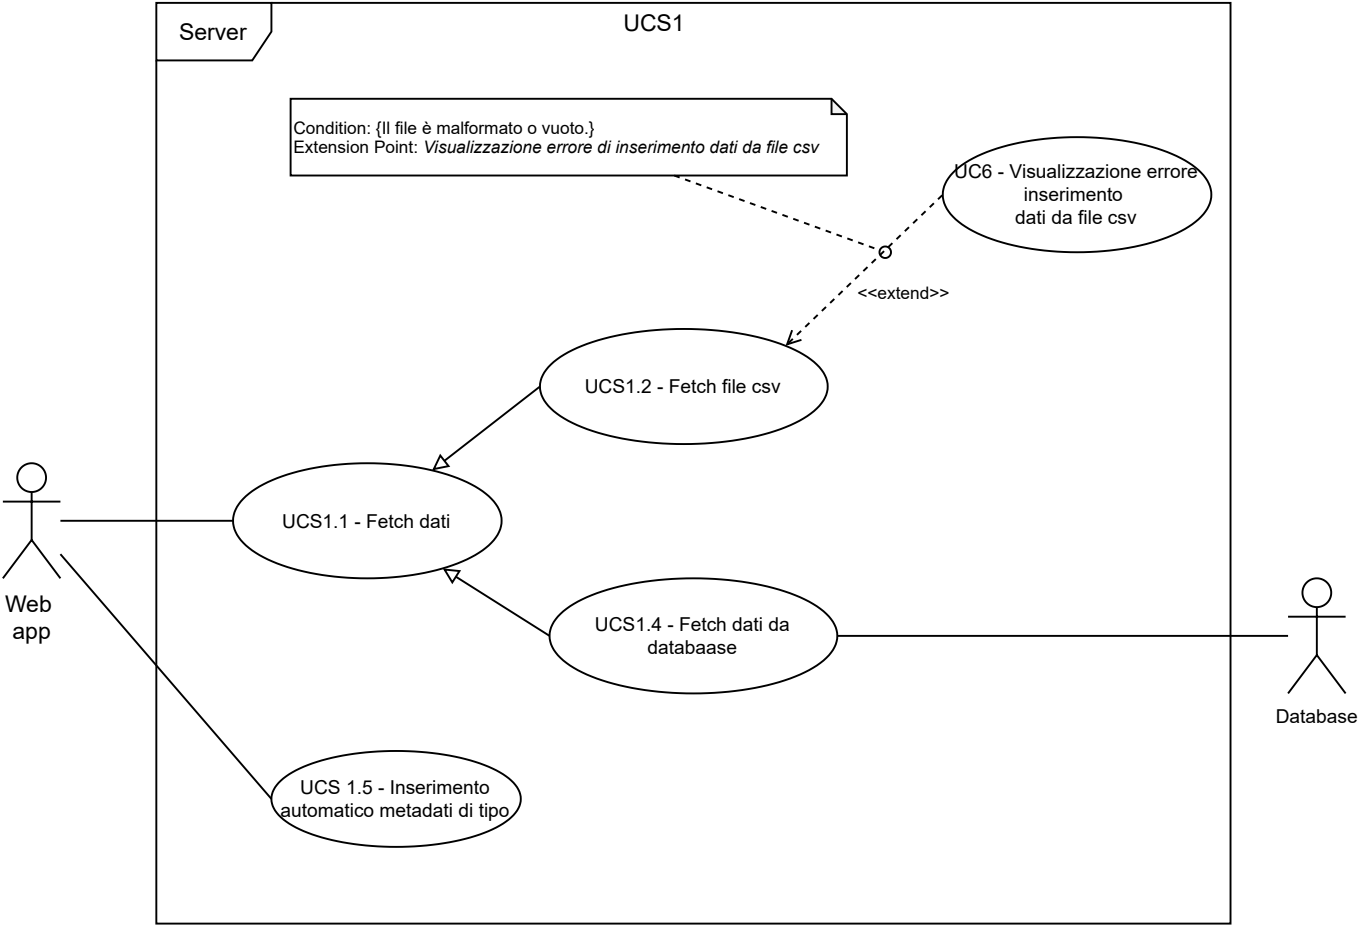 Server
UCS1
Condition: {Il file è malformato o vuoto.}
Extension Point: Visualizzazione errore di inserimento dati da file csv
UC6 - Visualizzazione errore
inserimento
dati da file csv
<<extend>>
UCS1.2 - Fetch file csv
UCS1.1 - Fetch dati
Web
app
UCS1.4 - Fetch dati da
databaase
Database
UCS 1.5 - Inserimento
automatico metadati di tipo